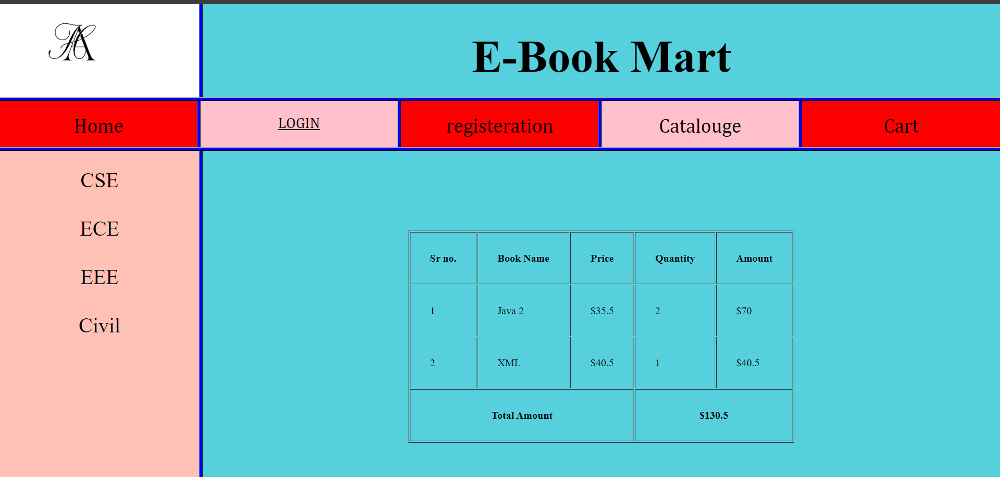 E-Book Mart
Home LOGIN registeration Catalouge Cart
CSE
ECE
EEE
Civil
Sr no. Book Name Price Quantity Amount
1 Java 2 $35.5 2 $70
2 XML $40.5 1 $40.5
Total Amount $130.5